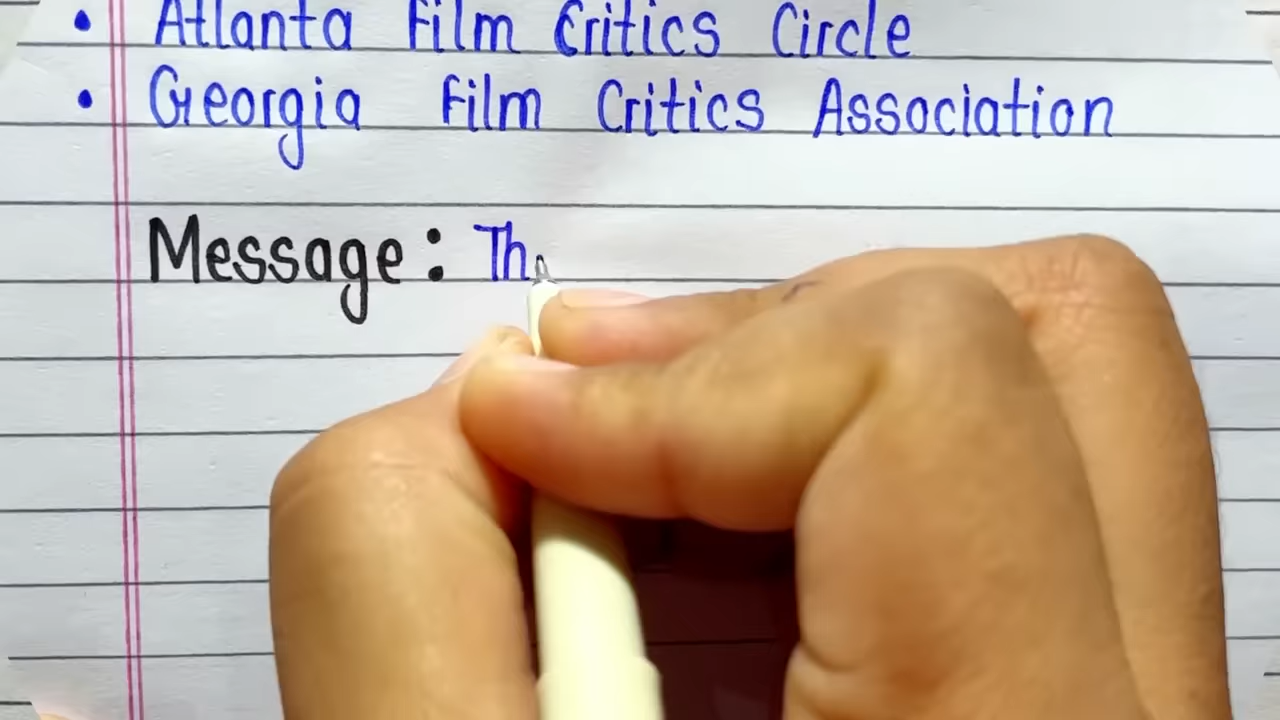 • Atlanta Film Critics Circle
• Georgia Film Critics Association
Message: Th